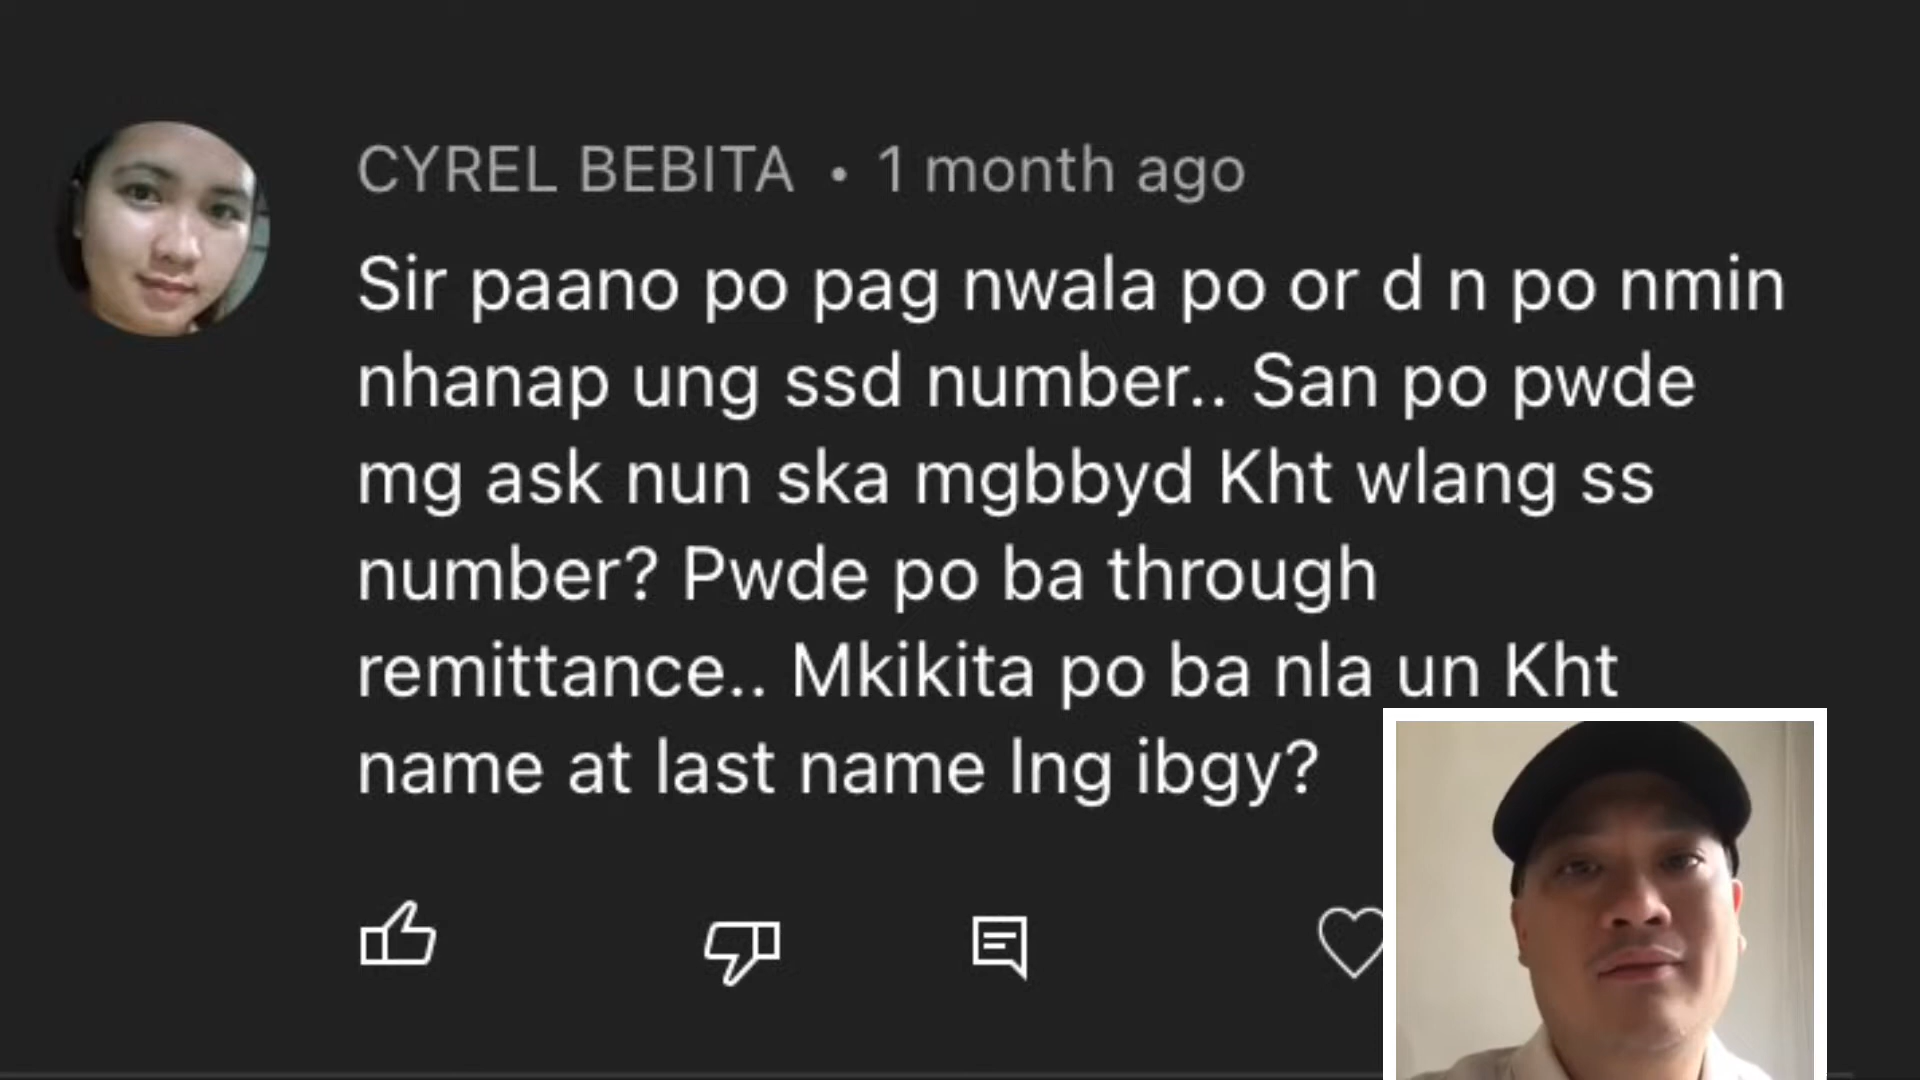 CYREL BEBITA • 1 month ago
Sir paano po pag nwala po or d n po nmin
nhanap ung ssd number.. San po pwde
mg ask nun ska mgbbyd Kht wlang ss
number? Pwde po ba through
remittance.. Mkikita po ba nla un Kht
name at last name lng ibgy?